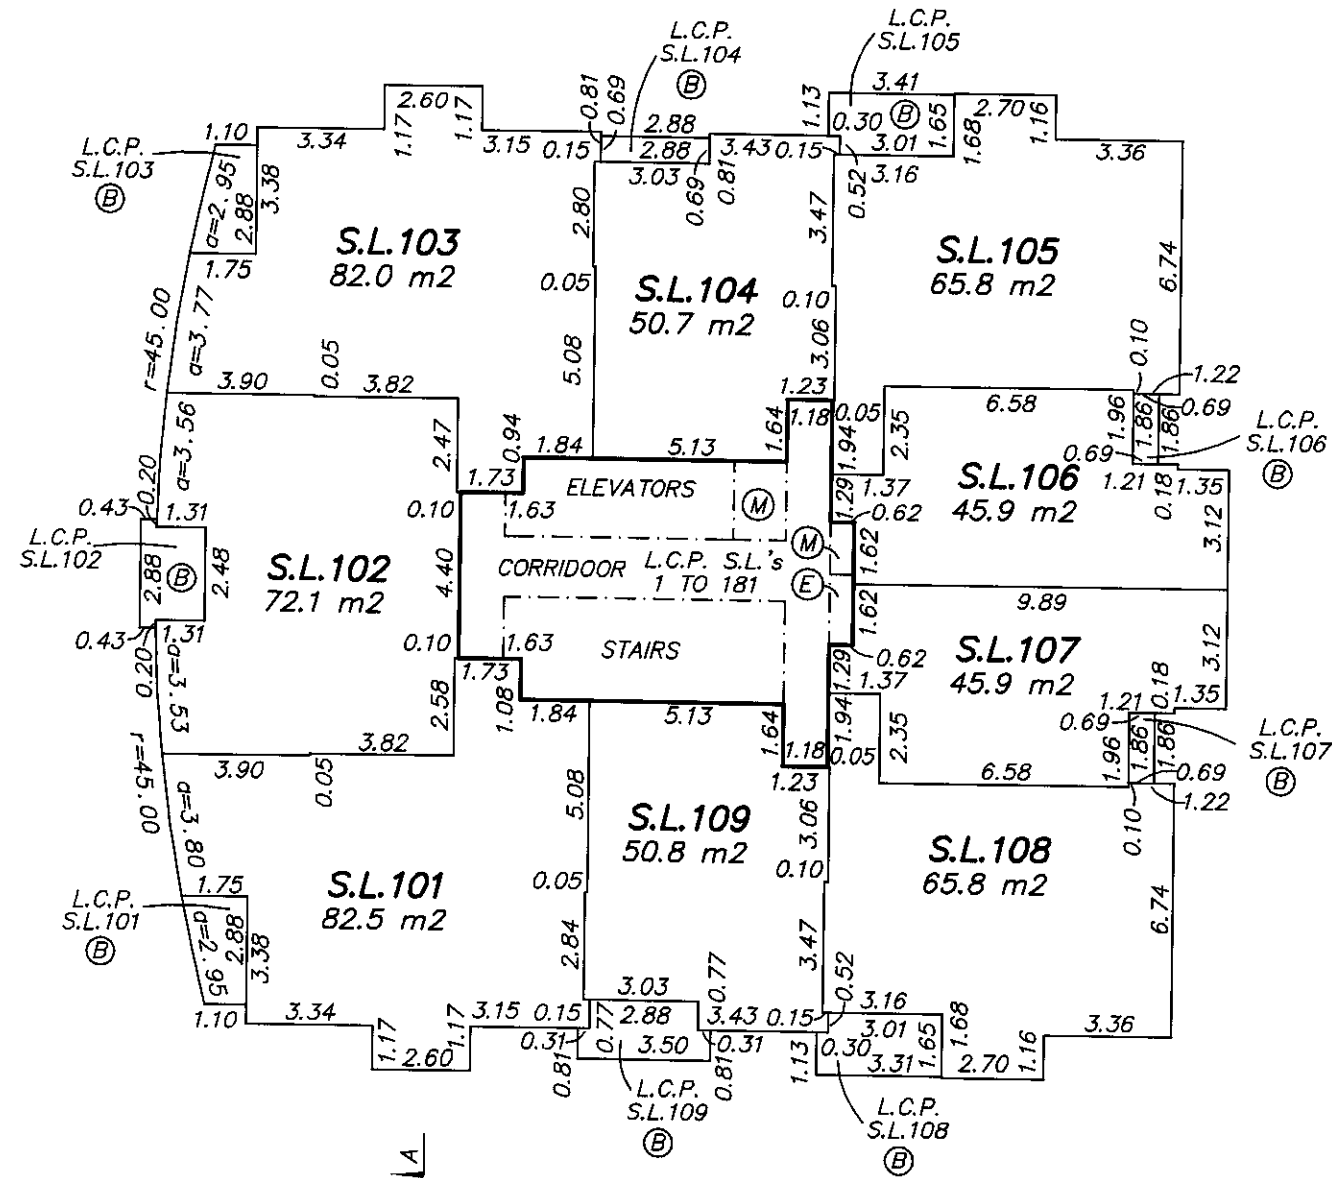 L.C.P.
S.L.104
B
L.C.P.
S.L.105
3.41
B
1.13
0.30
1.65
3.01
3.16
2.70
1.68
1.16
3.36
0.81
0.69
2.88
2.88
3.03
0.69
0.81
3.43
0.15
0.52
2.60
1.17
1.17
3.15
0.15
1.10
3.34
L.C.P.
S.L.103
B
a=2.95
2.88
3.38
1.75
S.L.103
82.0 m2
2.80
0.05
5.08
S.L.104
50.7 m2
3.47
0.10
3.06
S.L.105
65.8 m2
6.74
r=45.00
a=3.77
3.90
0.05
3.82
1.23
1.18
0.05
1.64
1.94
2.35
6.58
0.10
1.22
0.69
1.96
1.86
1.86
L.C.P.
S.L.106
B
0.69
1.21
0.18
1.35
a=3.56
2.47
0.94
1.84
5.13
1.73
ELEVATORS
M
1.63
1.29
1.37
0.62
S.L.106
45.9 m2
3.12
0.20
0.43
1.31
L.C.P.
S.L.102
2.88
B
2.48
S.L.102
72.1 m2
0.10
4.40
0.10
CORRIDOOR
L.C.P. S.L.'s
1 TO 181
M
E
1.62
1.62
9.89
0.43
1.31
0.20
a=3.53
1.63
STAIRS
1.73
2.58
1.08
1.84
5.13
1.64
1.18
1.23
1.29
0.62
1.37
1.94
0.05
2.35
S.L.107
45.9 m2
3.12
1.21
0.18
1.35
0.69
1.96
1.86
1.86
L.C.P.
S.L.107
B
0.69
1.22
0.10
6.58
r=45.00
3.90
3.82
0.05
a=3.80
1.75
L.C.P.
S.L.101
B
a=2.95
2.88
3.38
S.L.101
82.5 m2
5.08
0.05
2.84
S.L.109
50.8 m2
3.06
0.10
3.47
S.L.108
65.8 m2
6.74
1.10
3.34
1.17
2.60
1.17
3.15
0.15
0.31
0.81
3.03
0.77
2.88
3.50
0.77
3.43
0.31
0.81
0.15
0.52
3.16
3.01
1.13
0.30
1.65
3.31
1.68
2.70
1.16
3.36
L.C.P.
S.L.109
B
L.C.P.
S.L.108
B
A